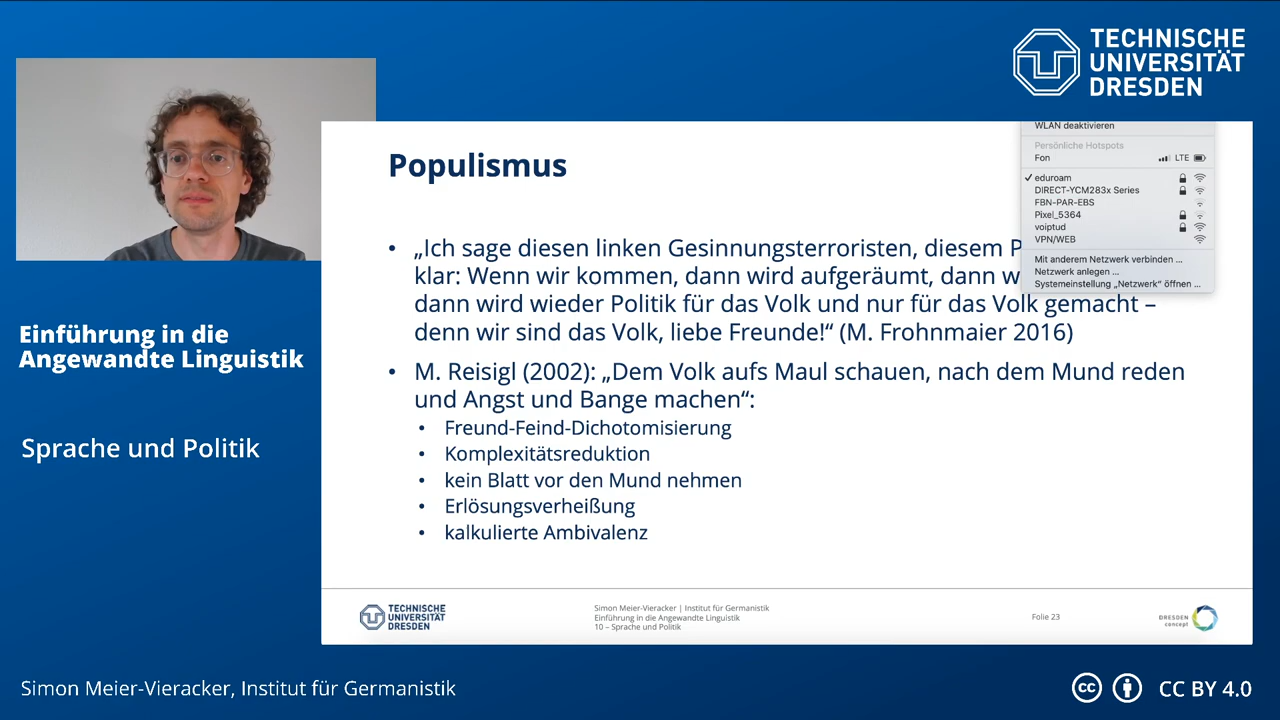 TECHNISCHE
UNIVERSITÄT
DRESDEN
Einführung in die
Angewandte Linguistik
Sprache und Politik
Populismus
• „Ich sage diesen linken Gesinnungsterroristen, diesem P
klar: Wenn wir kommen, dann wird aufgeräumt, dann w
dann wird wieder Politik für das Volk und nur für das Volk gemacht –
denn wir sind das Volk, liebe Freunde!“ (M. Frohnmaier 2016)
• M. Reisigl (2002): „Dem Volk aufs Maul schauen, nach dem Mund reden
und Angst und Bange machen“:
• Freund-Feind-Dichotomisierung
• Komplexitätsreduktion
• kein Blatt vor den Mund nehmen
• Erlösungsverheißung
• kalkulierte Ambivalenz
WLAN deaktivieren
Persönliche Hotspots
Fon LTE
✓ eduroam
DIRECT-YCM283x Series
FBN-PAR-EBS
Pixel_5364
voiptud
VPN/WEB
Mit anderem Netzwerk verbinden ...
Netzwerk anlegen ...
Systemeinstellung „Netzwerk“ öffnen ...
TECHNISCHE
UNIVERSITÄT
DRESDEN
Simon Meier-Vieracker | Institut für Germanistik
Einführung in die Angewandte Linguistik
10 – Sprache und Politik
Folie 23
DRESDEN
concept
Simon Meier-Vieracker, Institut für Germanistik
cc CC BY 4.0